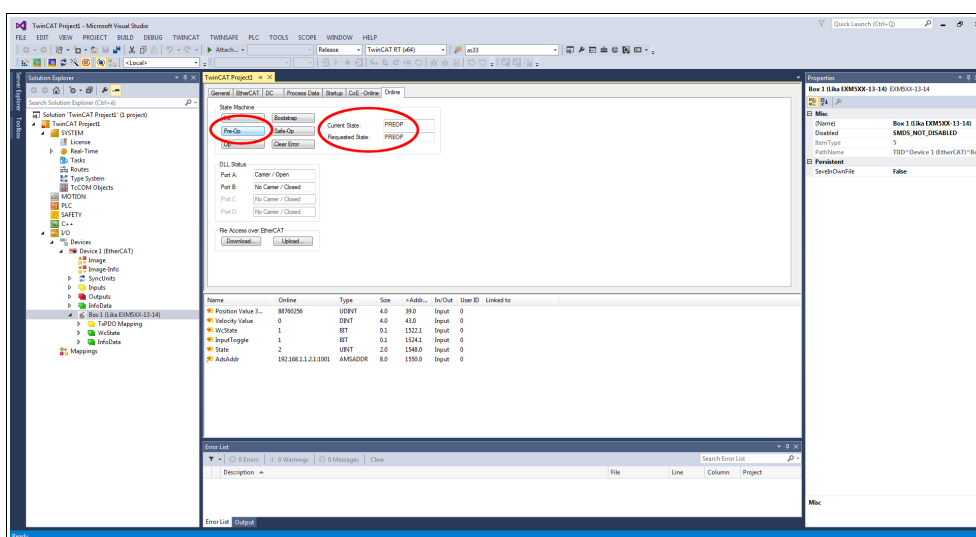 TwinCAT Project1 - Microsoft Visual Studio
Quick Launch (Ctrl+Q)
FILE EDIT VIEW PROJECT BUILD DEBUG TWINCAT TWINSAFE PLC TOOLS SCOPE WINDOW HELP
Attach... Release TwinCAT RT (x64) as33
<Local>
Server Explorer
Toolbox
Solution Explorer
Search Solution Explorer (Ctrl+è)
Solution 'TwinCAT Project1' (1 project)
TwinCAT Project1
SYSTEM
License
Real-Time
Tasks
Routes
Type System
TcCOM Objects
MOTION
PLC
SAFETY
C++
I/O
Devices
Device 1 (EtherCAT)
Image
Image-Info
SyncUnits
Inputs
Outputs
InfoData
Box 1 (Lika EXM5XX-13-14)
TxPDO Mapping
WcState
InfoData
Mappings
TwinCAT Project1
General EtherCAT DC Process Data Startup CoE - Online Online
State Machine
Init Bootstrap
Pre-Op Safe-Op
Op Clear Error
Current State: PREOP
Requested State: PREOP
DLL Status
Port A: Carrier / Open
Port B: No Carrier / Closed
Port C: No Carrier / Closed
Port D: No Carrier / Closed
File Access over EtherCAT
Download... Upload...
Name Online Type Size >Addr... In/Out User ID Linked to
Position Value 3... 88760256 UDINT 4.0 39.0 Input 0
Velocity Value 0 DINT 4.0 43.0 Input 0
WcState 1 BIT 0.1 1522.1 Input 0
InputToggle 1 BIT 0.1 1524.1 Input 0
State 2 UINT 2.0 1548.0 Input 0
AdsAddr 192.168.1.1.2.1:1001 AMSADDR 8.0 1550.0 Input 0
Error List
0 Errors 0 Warnings 0 Messages Clear
Search Error List
Description File Line Column Project
Error List Output
Properties
Box 1 (Lika EXM5XX-13-14) EXM5XX-13-14
Misc
(Name) Box 1 (Lika EXM5XX-13-14)
Disabled SMDS_NOT_DISABLED
ItemType 5
PathName TIID^Device 1 (EtherCAT)^Bo
Persistent
SaveInOwnFile False
Misc
Ready